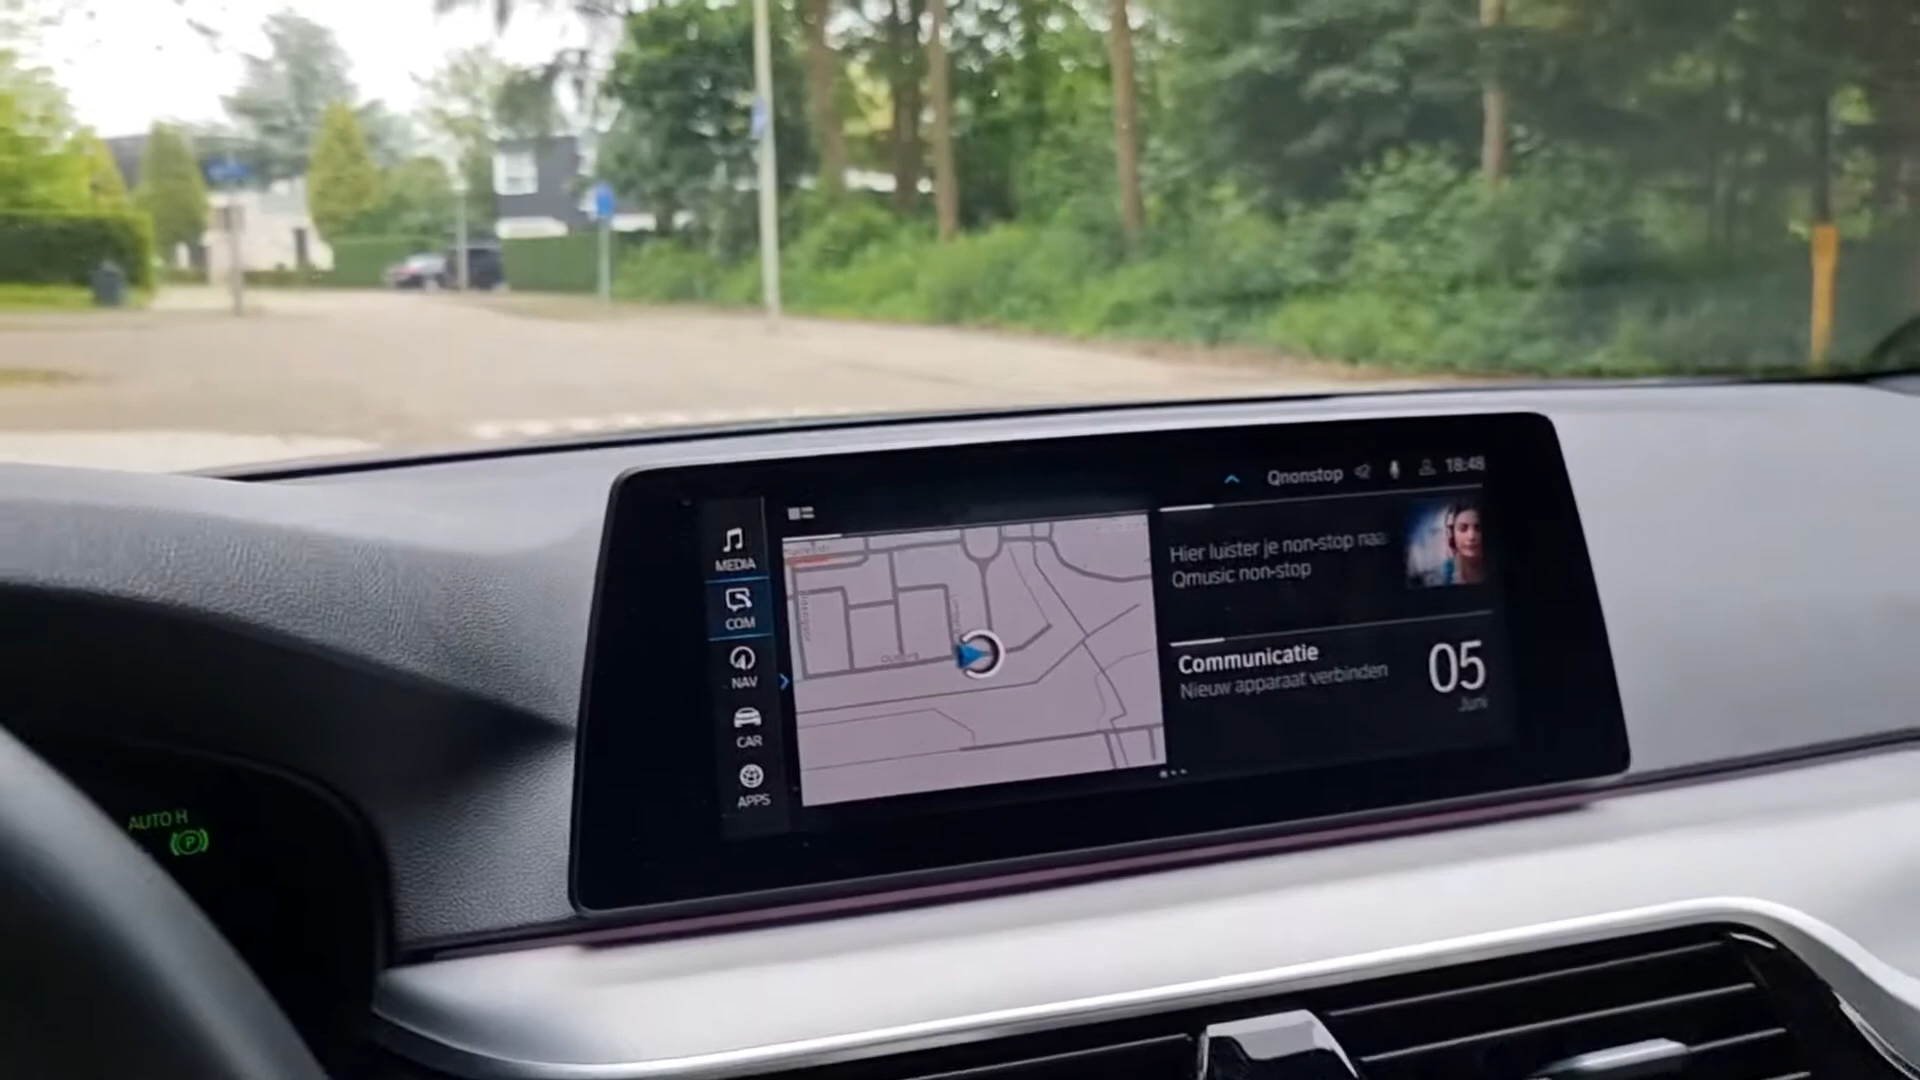 Qnonstop 18:48
MEDIA
COM
NAV
CAR
APPS
Hier luister je non-stop naa
Qmusic non-stop
Communicatie
Nieuw apparaat verbinden
05
Juni
AUTO H
P